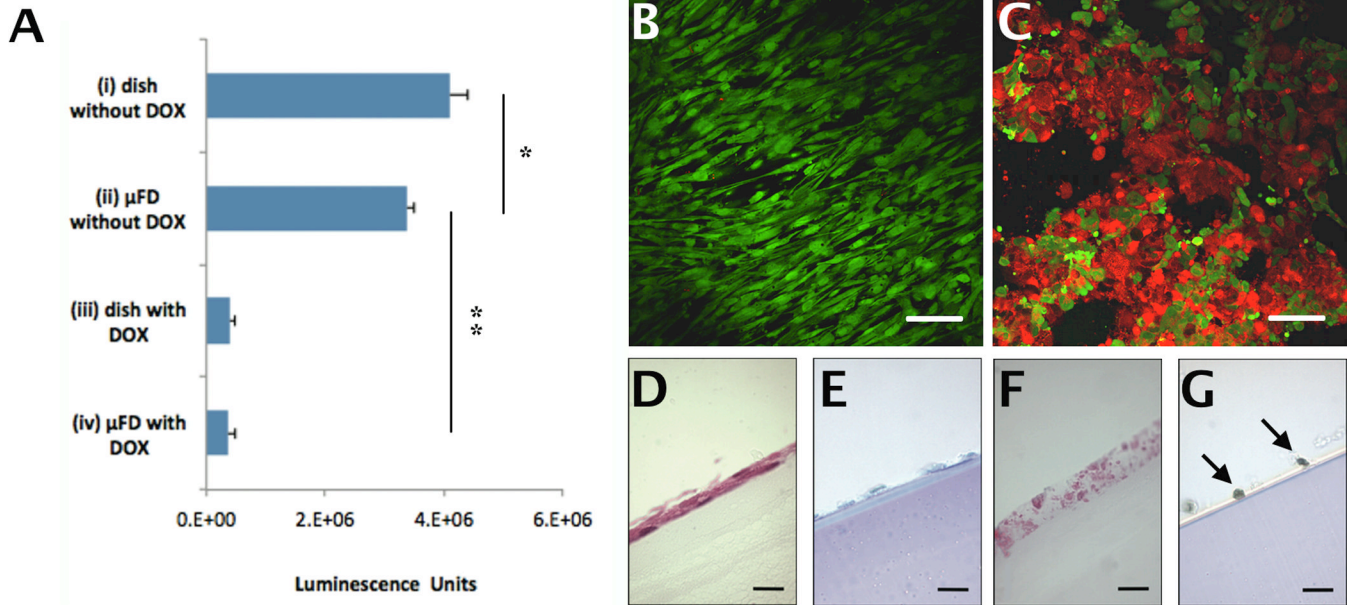 A
(i) dish
without DOX
(ii) µFD
without DOX
(iii) dish with
DOX
(iv) µFD with
DOX
*
*
*
0.E+00 2.E+06 4.E+06 6.E+06
Luminescence Units
B
C
D
E
F
G